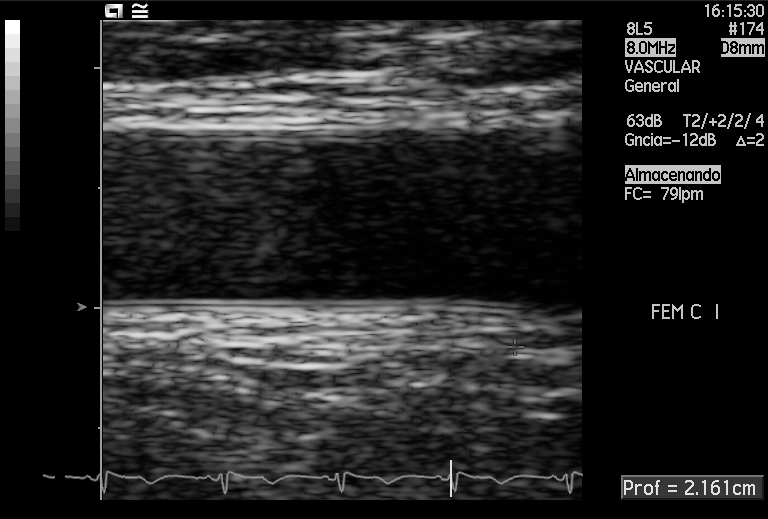 16:15:30
8L5 #174
8.0MHz 08mm
VASCULAR
General
63dB T2/+2/2/ 4
Gncia=-12dB Δ=2
Almacenando
FC= 79lpm
FEM C I
Prof = 2.161cm